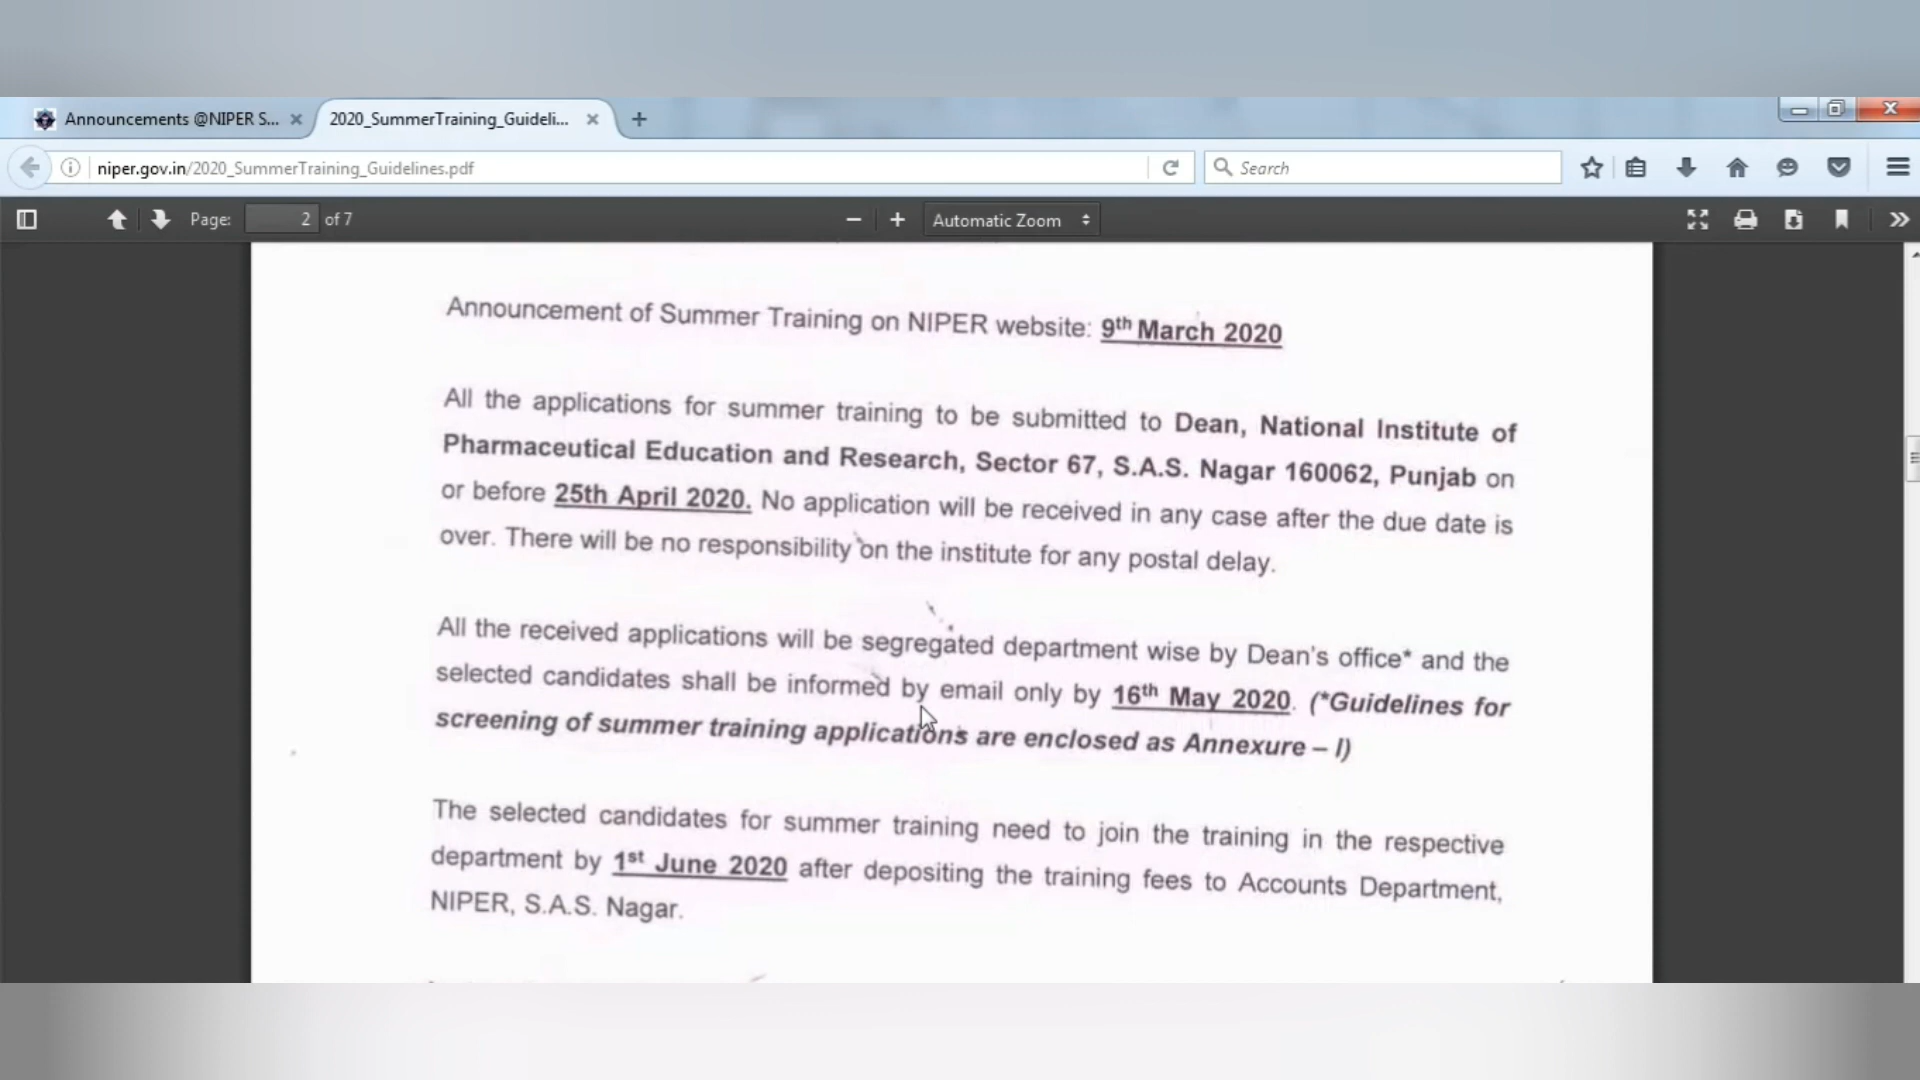 Announcements @NIPER S...
2020_SummerTraining_Guideli...
niper.gov.in/2020_SummerTraining_Guidelines.pdf
Search
Page: 2 of 7
Automatic Zoom
Announcement of Summer Training on NIPER website: 9th March 2020
All the applications for summer training to be submitted to Dean, National Institute of
Pharmaceutical Education and Research, Sector 67, S.A.S. Nagar 160062, Punjab on
or before 25th April 2020. No application will be received in any case after the due date is
over. There will be no responsibility on the institute for any postal delay.
All the received applications will be segregated department wise by Dean's office* and the
selected candidates shall be informed by email only by 16th May 2020. (*Guidelines for
screening of summer training applications are enclosed as Annexure – I)
The selected candidates for summer training need to join the training in the respective
department by 1st June 2020 after depositing the training fees to Accounts Department,
NIPER, S.A.S. Nagar.